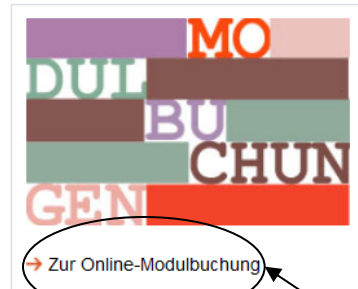 MO
DUL
BU
CHUN
GEN
→ Zur Online-Modulbuchung